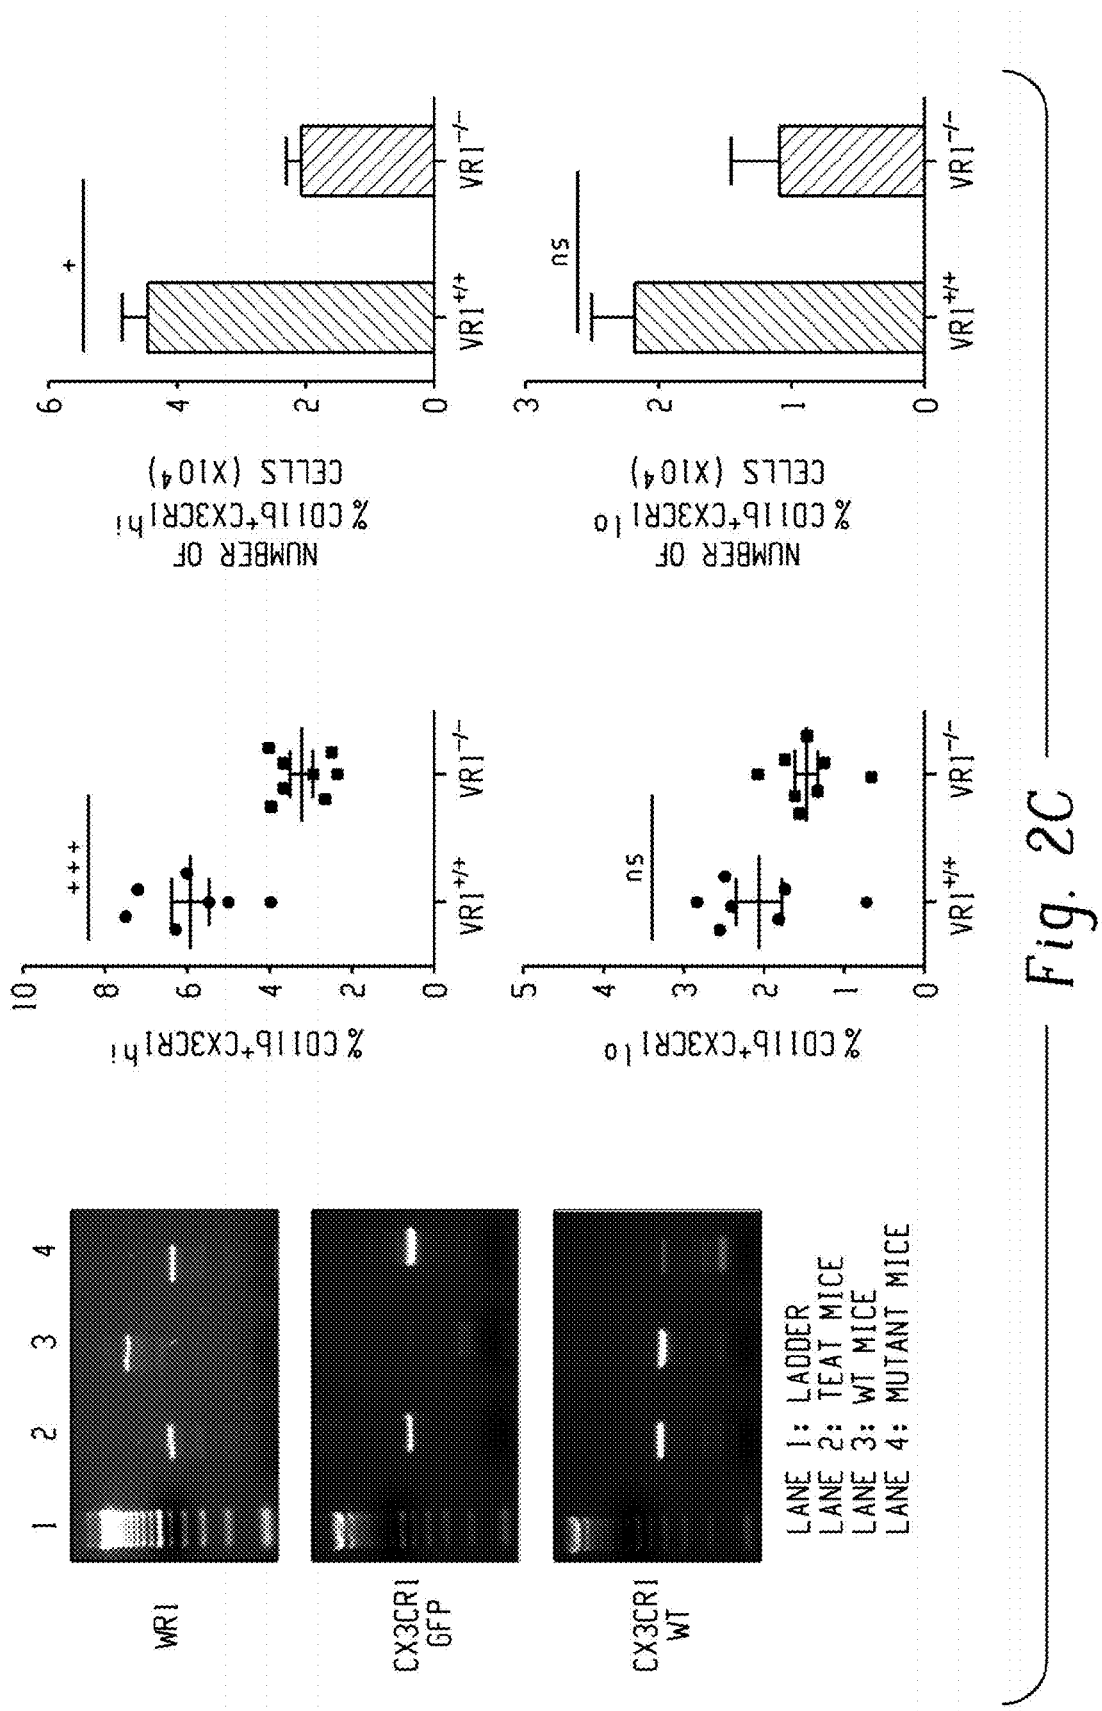 1 2 3 4
WR1
CX3CR1
GFP
CX3CR1
WT
LANE 1: LADDER
LANE 2: TEAT MICE
LANE 3: WT MICE
LANE 4: MUTANT MICE
% CD11b⁺CX3CR1ʰⁱ
10
8
6
4
2
0
+++
VR1⁺/⁺ VR1⁻/⁻
NUMBER OF
% CD11b⁺CX3CR1ʰⁱ
CELLS (X10⁴)
6
4
2
0
+
VR1⁺/⁺ VR1⁻/⁻
% CD11b⁺CX3CR1ˡᵒ
5
4
3
2
1
0
ns
VR1⁺/⁺ VR1⁻/⁻
NUMBER OF
% CD11b⁺CX3CR1ˡᵒ
CELLS (X10⁴)
3
2
1
0
ns
VR1⁺/⁺ VR1⁻/⁻
Fig. 2C